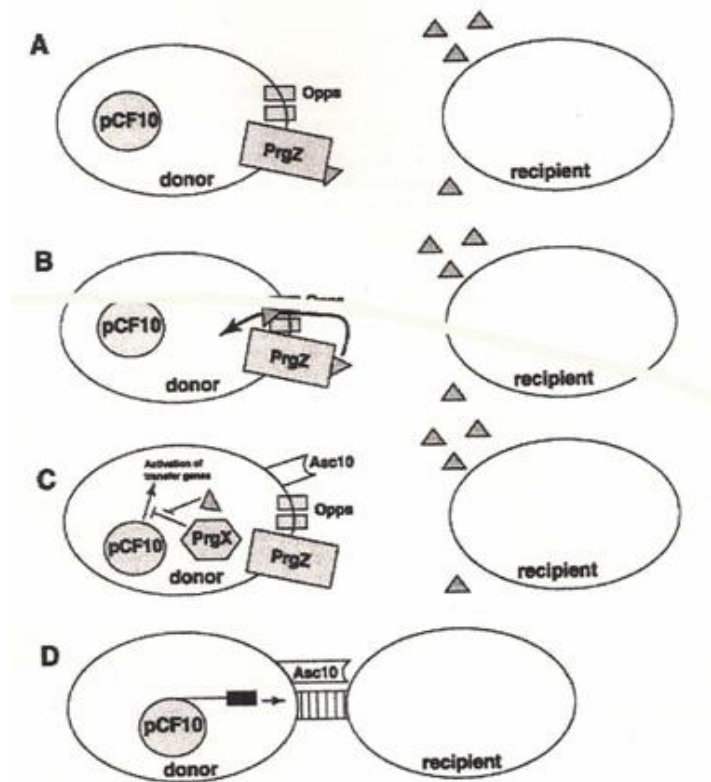 A
pCF10
Opps
PrgZ
donor
recipient
B
pCF10
PrgZ
donor
recipient
C
Activation of
transfer genes
Asc10
Opps
pCF10
PrgX
PrgZ
donor
recipient
D
Asc10
pCF10
donor
recipient